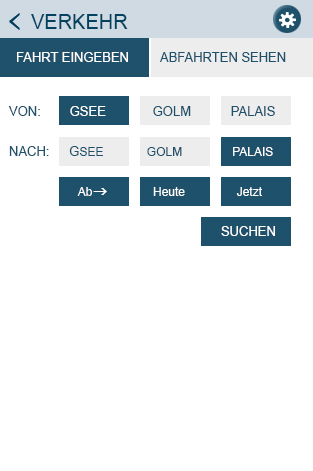 VERKEHR
FAHRT EINGEBEN ABFAHRTEN SEHEN
VON: GSEE GOLM PALAIS
NACH: GSEE GOLM PALAIS
Ab→ Heute Jetzt
SUCHEN